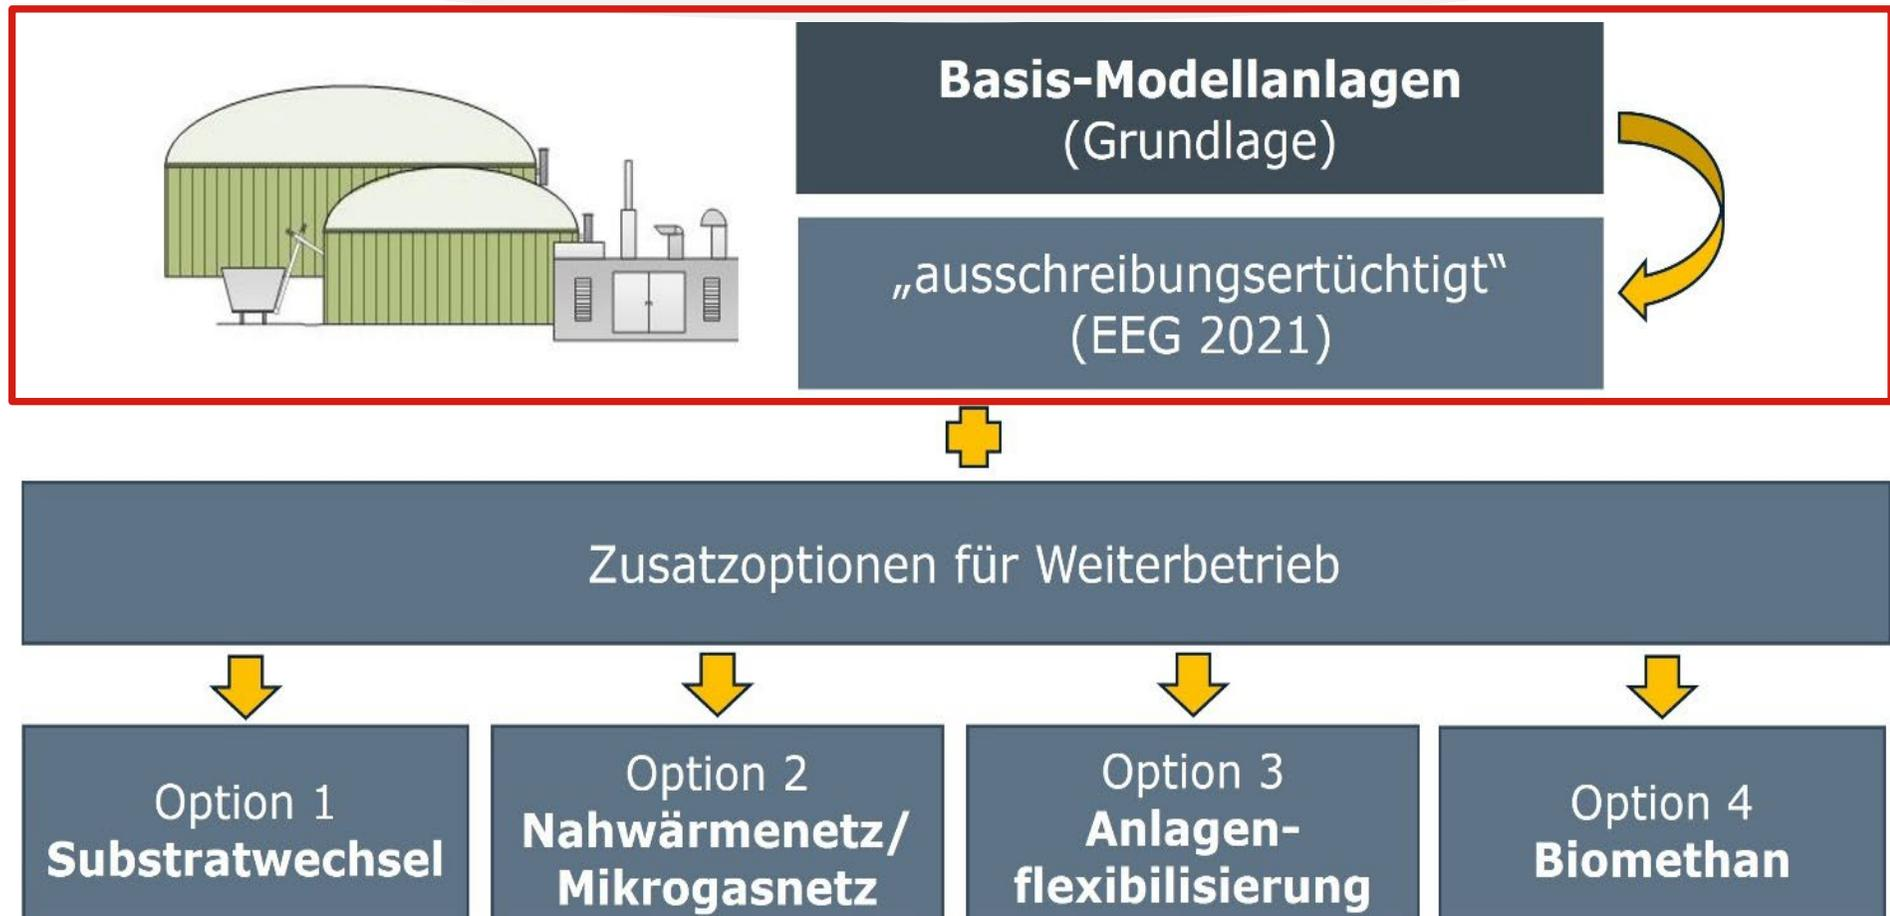 Basis-Modellanlagen
(Grundlage)
„ausschreibungsertüchtigt“
(EEG 2021)
Zusatzoptionen für Weiterbetrieb
Option 1
Substratwechsel
Option 2
Nahwärmenetz/
Mikrogasnetz
Option 3
Anlagen-
flexibilisierung
Option 4
Biomethan